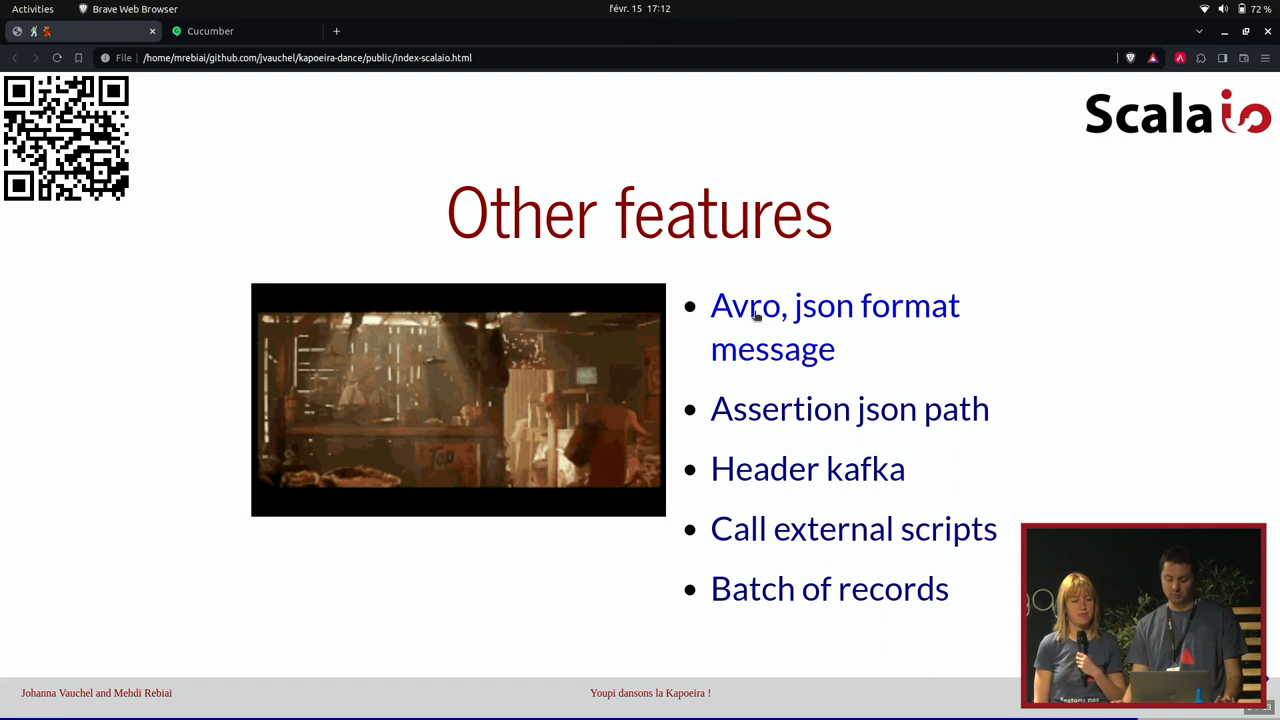 Activities
Brave Web Browser
févr. 15 17:12
72 %
Cucumber
File
/home/mrebiai/github.com/jvauchel/kapoeira-dance/public/index-scalaio.html
Scala io
Other features
Avro, json format
message
Assertion json path
Header kafka
Call external scripts
Batch of records
Johanna Vauchel and Mehdi Rebiai
Youpi dansons la Kapoeira !